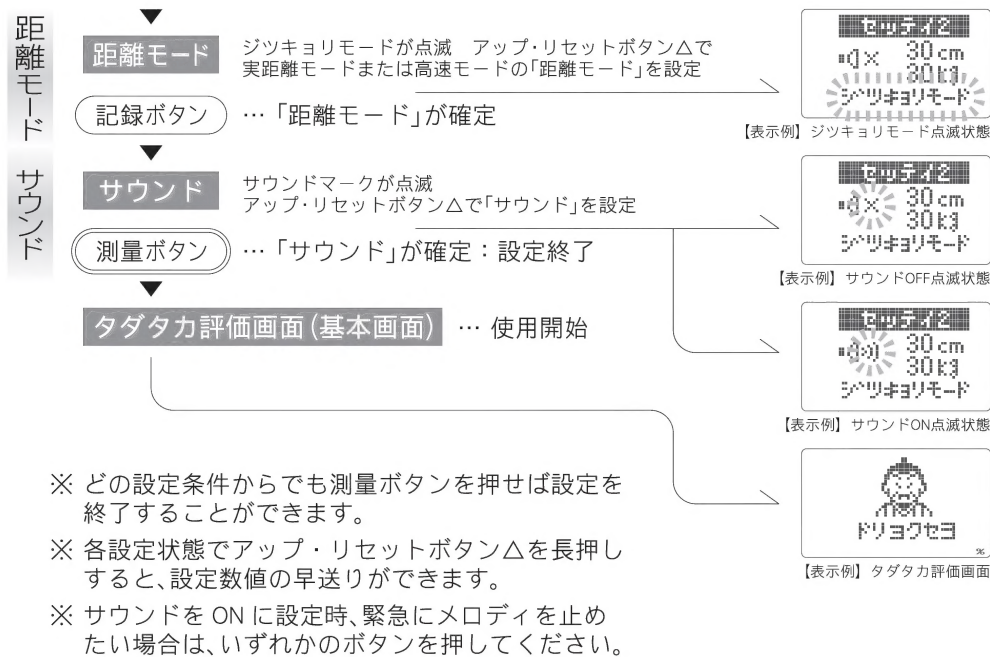 距離モード
距離モード
ジツキョリモードが点滅　アップ・リセットボタン△で
実距離モードまたは高速モードの「距離モード」を設定
記録ボタン … 「距離モード」が確定
セッテイ2
30cm
30kg
ジツキョリモード
【表示例】ジツキョリモード点滅状態
サウンド
サウンド
サウンドマークが点滅
アップ・リセットボタン△で「サウンド」を設定
測量ボタン … 「サウンド」が確定：設定終了
セッテイ2
30cm
30kg
ジツキョリモード
【表示例】サウンドOFF点滅状態
タダタカ評価画面(基本画面) … 使用開始
セッテイ2
30cm
30kg
ジツキョリモード
【表示例】サウンドON点滅状態
ドリョクセヨ
%
【表示例】タダタカ評価画面
※ どの設定条件からでも測量ボタンを押せば設定を
終了することができます。
※ 各設定状態でアップ・リセットボタン△を長押し
すると、設定数値の早送りができます。
※ サウンドを ON に設定時、緊急にメロディを止め
たい場合は、いずれかのボタンを押してください。